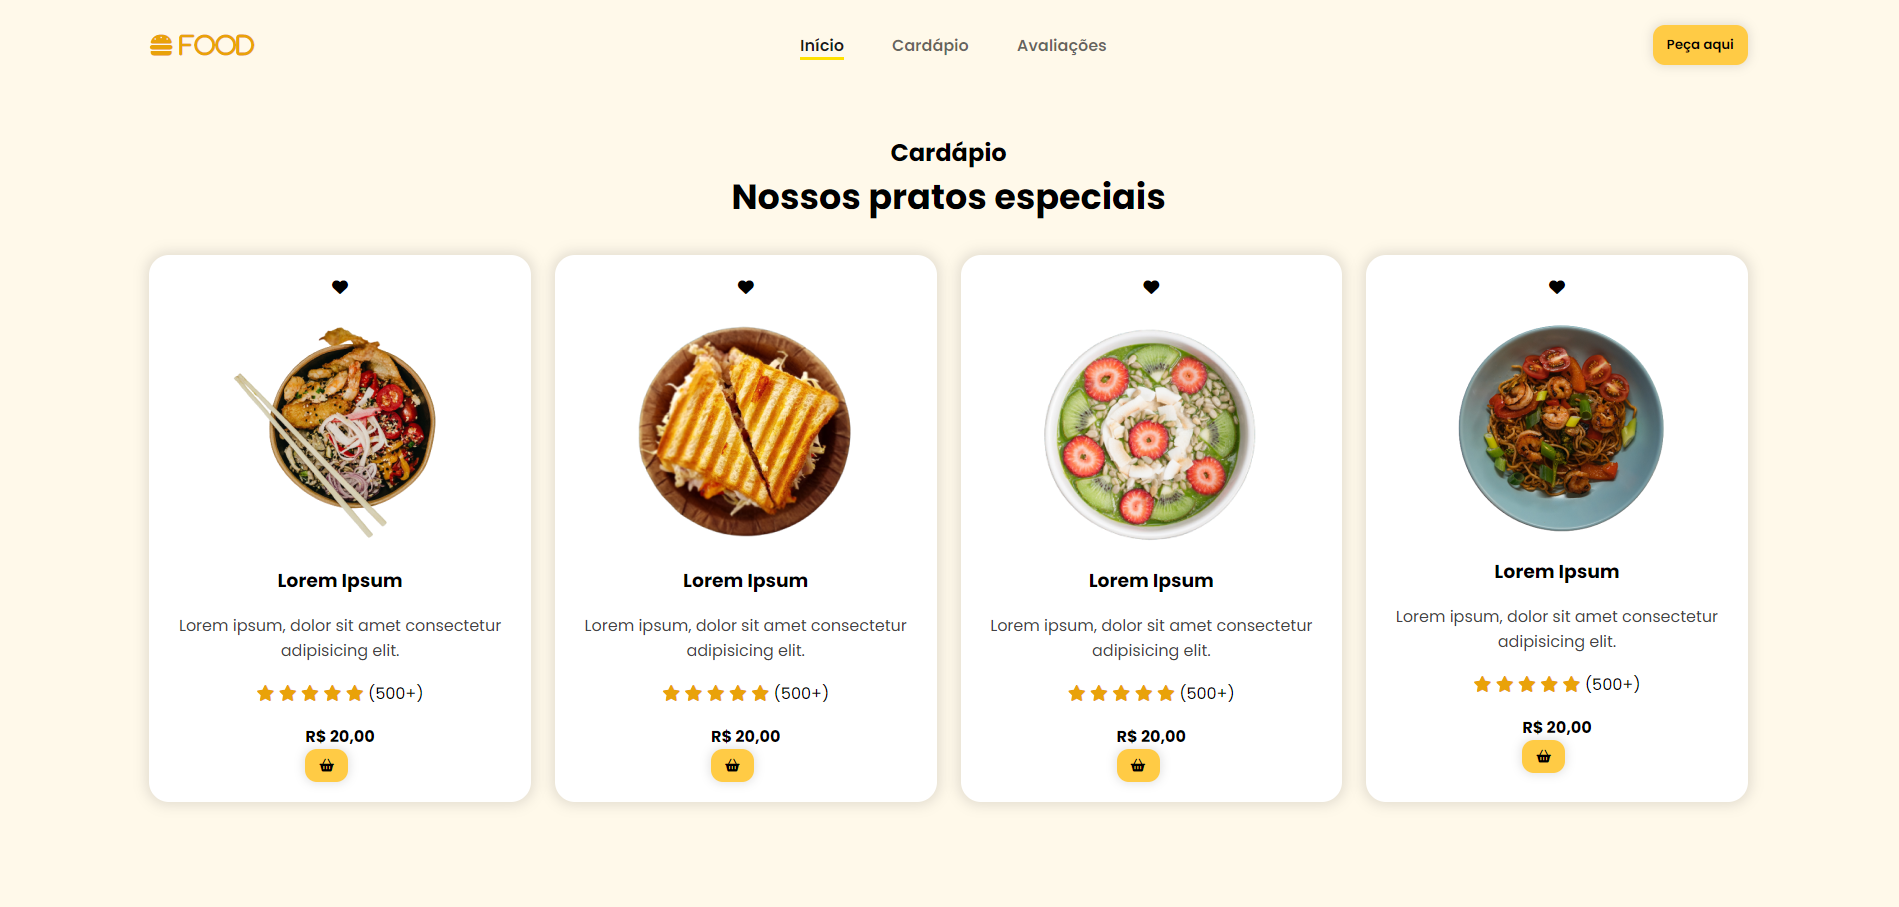 FOOD
Início
Cardápio
Avaliações
Peça aqui
Cardápio
Nossos pratos especiais
Lorem Ipsum
Lorem ipsum, dolor sit amet consectetur
adipisicing elit.
(500+)
R$ 20,00
Lorem Ipsum
Lorem ipsum, dolor sit amet consectetur
adipisicing elit.
(500+)
R$ 20,00
Lorem Ipsum
Lorem ipsum, dolor sit amet consectetur
adipisicing elit.
(500+)
R$ 20,00
Lorem Ipsum
Lorem ipsum, dolor sit amet consectetur
adipisicing elit.
(500+)
R$ 20,00